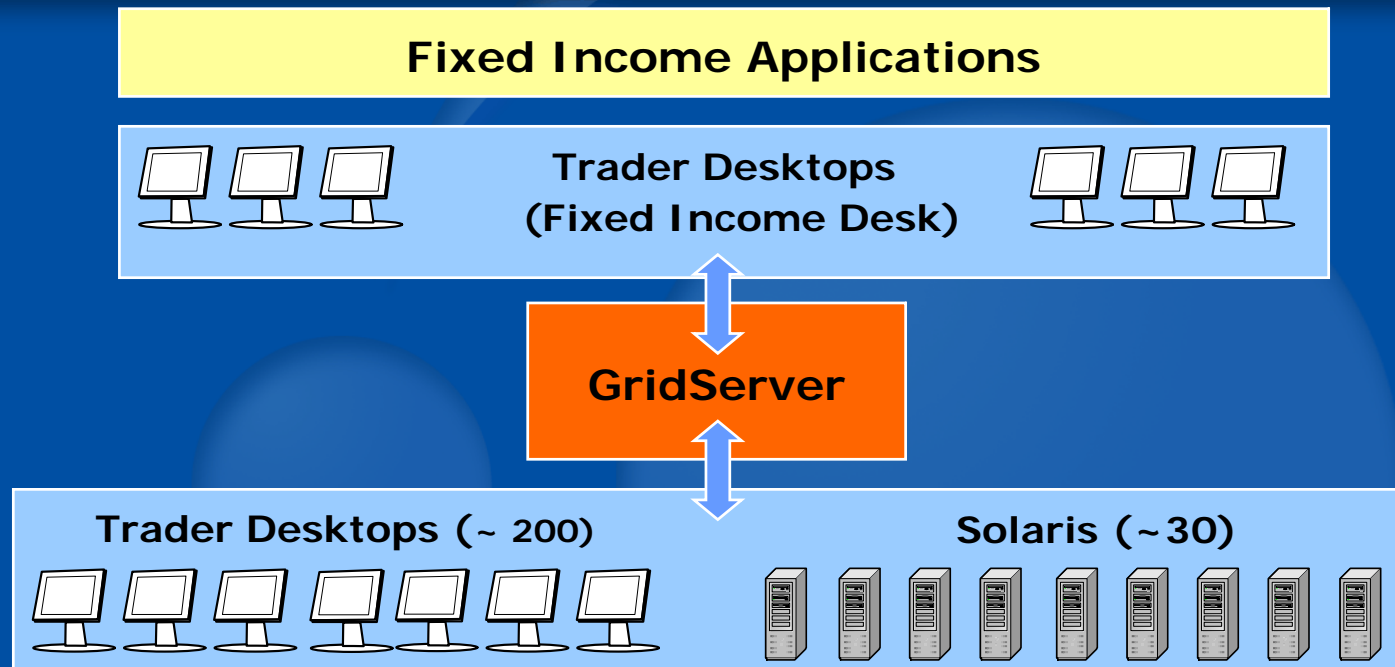 Fixed Income Applications
Trader Desktops
(Fixed Income Desk)
GridServer
Trader Desktops (~ 200)
Solaris (~30)